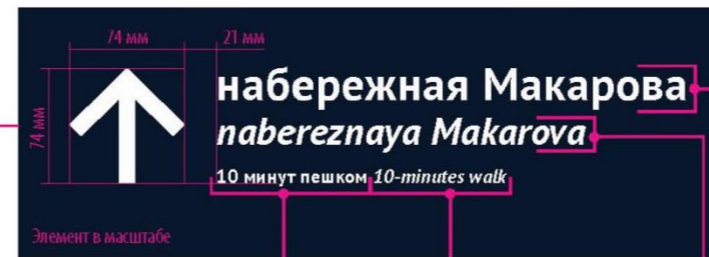 74 мм 21 мм
74 мм
набережная Макарова
nabereznaya Makarova
10 минут пешком 10-minutes walk
Элемент в масштабе